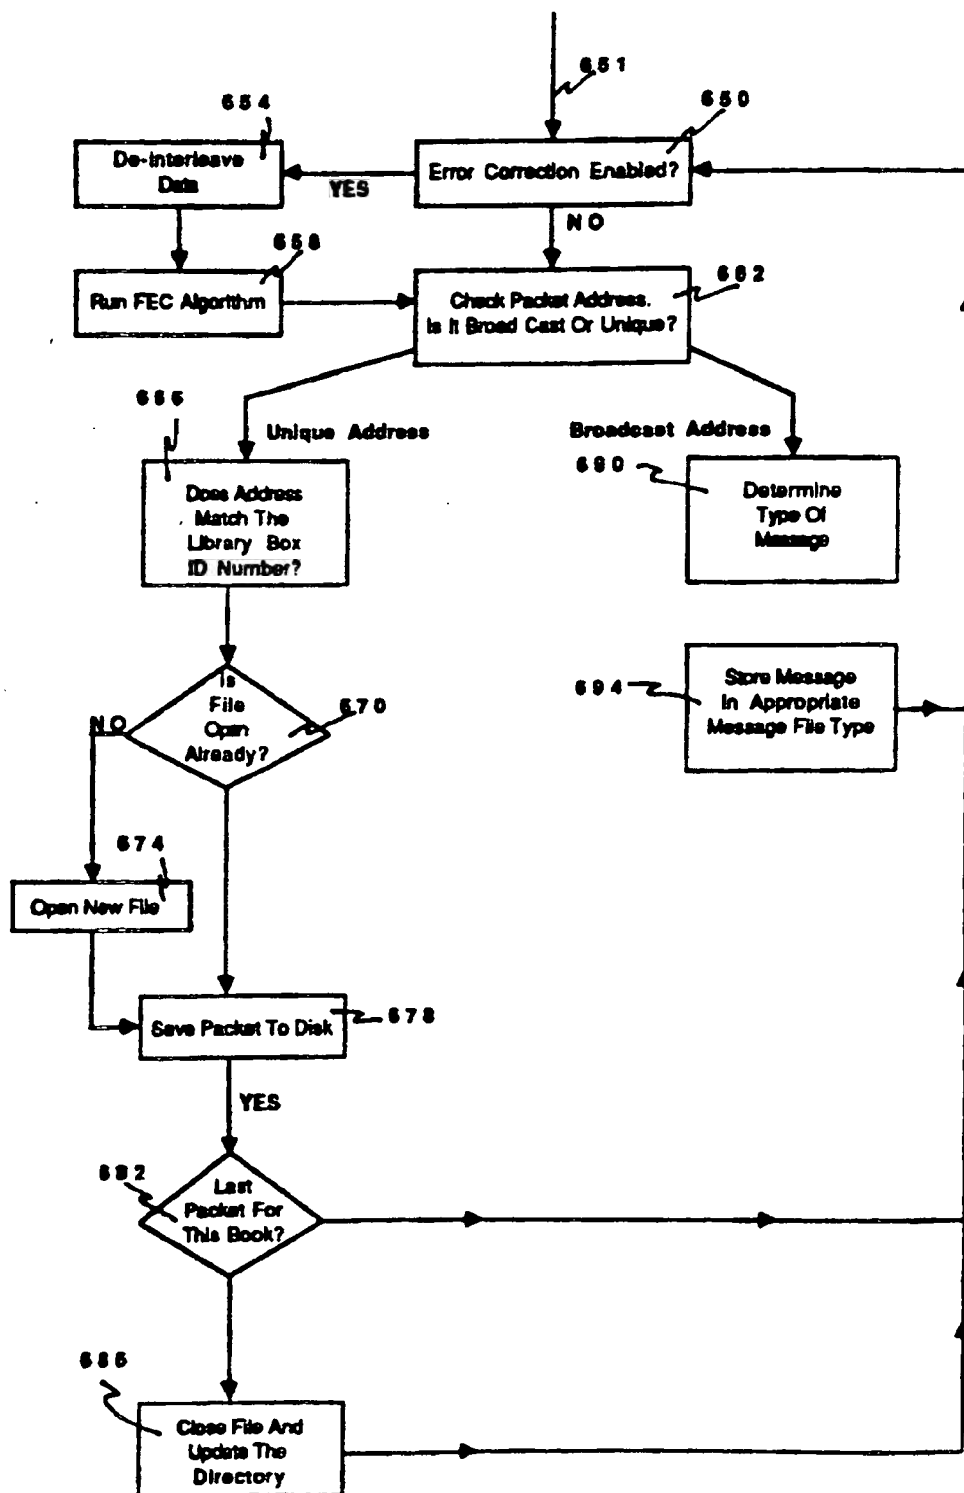 651
654
650
De-interleave
Data
YES
Error Correction Enabled?
NO
658
Run FEC Algorithm
662
Check Packet Address.
Is It Broad Cast Or Unique?
666
Unique Address
Broadcast Address
690
Does Address
Match The
Library Box
ID Number?
Determine
Type Of
Message
Is
File
Open
Already?
670
NO
694
Store Message
In Appropriate
Message File Type
674
Open New File
Save Packet To Disk
678
YES
682
Last
Packet For
This Book?
686
Close File And
Update The
Directory